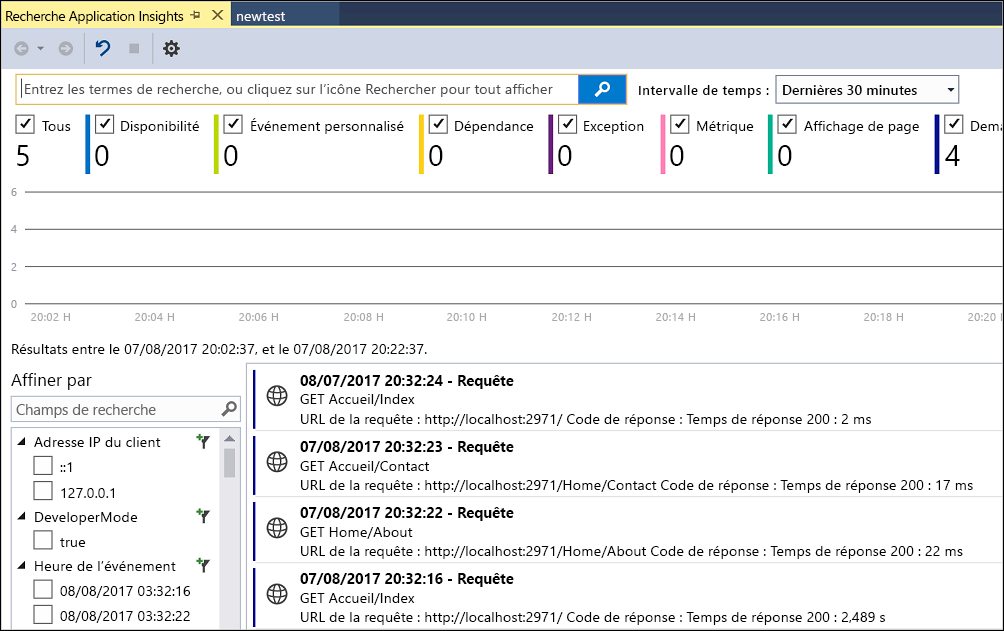 Recherche Application Insights
newtest
Entrez les termes de recherche, ou cliquez sur l’icône Rechercher pour tout afficher
Intervalle de temps :
Dernières 30 minutes
Tous
Disponibilité
Événement personnalisé
Dépendance
Exception
Métrique
Affichage de page
Dema
5
0
0
0
0
0
0
4
6
4
2
0
20:02 H
20:04 H
20:06 H
20:08 H
20:10 H
20:12 H
20:14 H
20:16 H
20:18 H
20:20 H
Résultats entre le 07/08/2017 20:02:37, et le 07/08/2017 20:22:37.
Affiner par
Champs de recherche
Adresse IP du client
::1
127.0.0.1
DeveloperMode
true
Heure de l’événement
08/08/2017 03:32:16
08/08/2017 03:32:22
08/07/2017 20:32:24 - Requête
GET Accueil/Index
URL de la requête : http://localhost:2971/ Code de réponse : Temps de réponse 200 : 2 ms
07/08/2017 20:32:23 - Requête
GET Accueil/Contact
URL de la requête : http://localhost:2971/Home/Contact Code de réponse : Temps de réponse 200 : 17 ms
07/08/2017 20:32:22 - Requête
GET Home/About
URL de la requête : http://localhost:2971/Home/About Code de réponse : Temps de réponse 200 : 22 ms
07/08/2017 20:32:16 - Requête
GET Accueil/Index
URL de la requête : http://localhost:2971/ Code de réponse : Temps de réponse 200 : 2,489 s